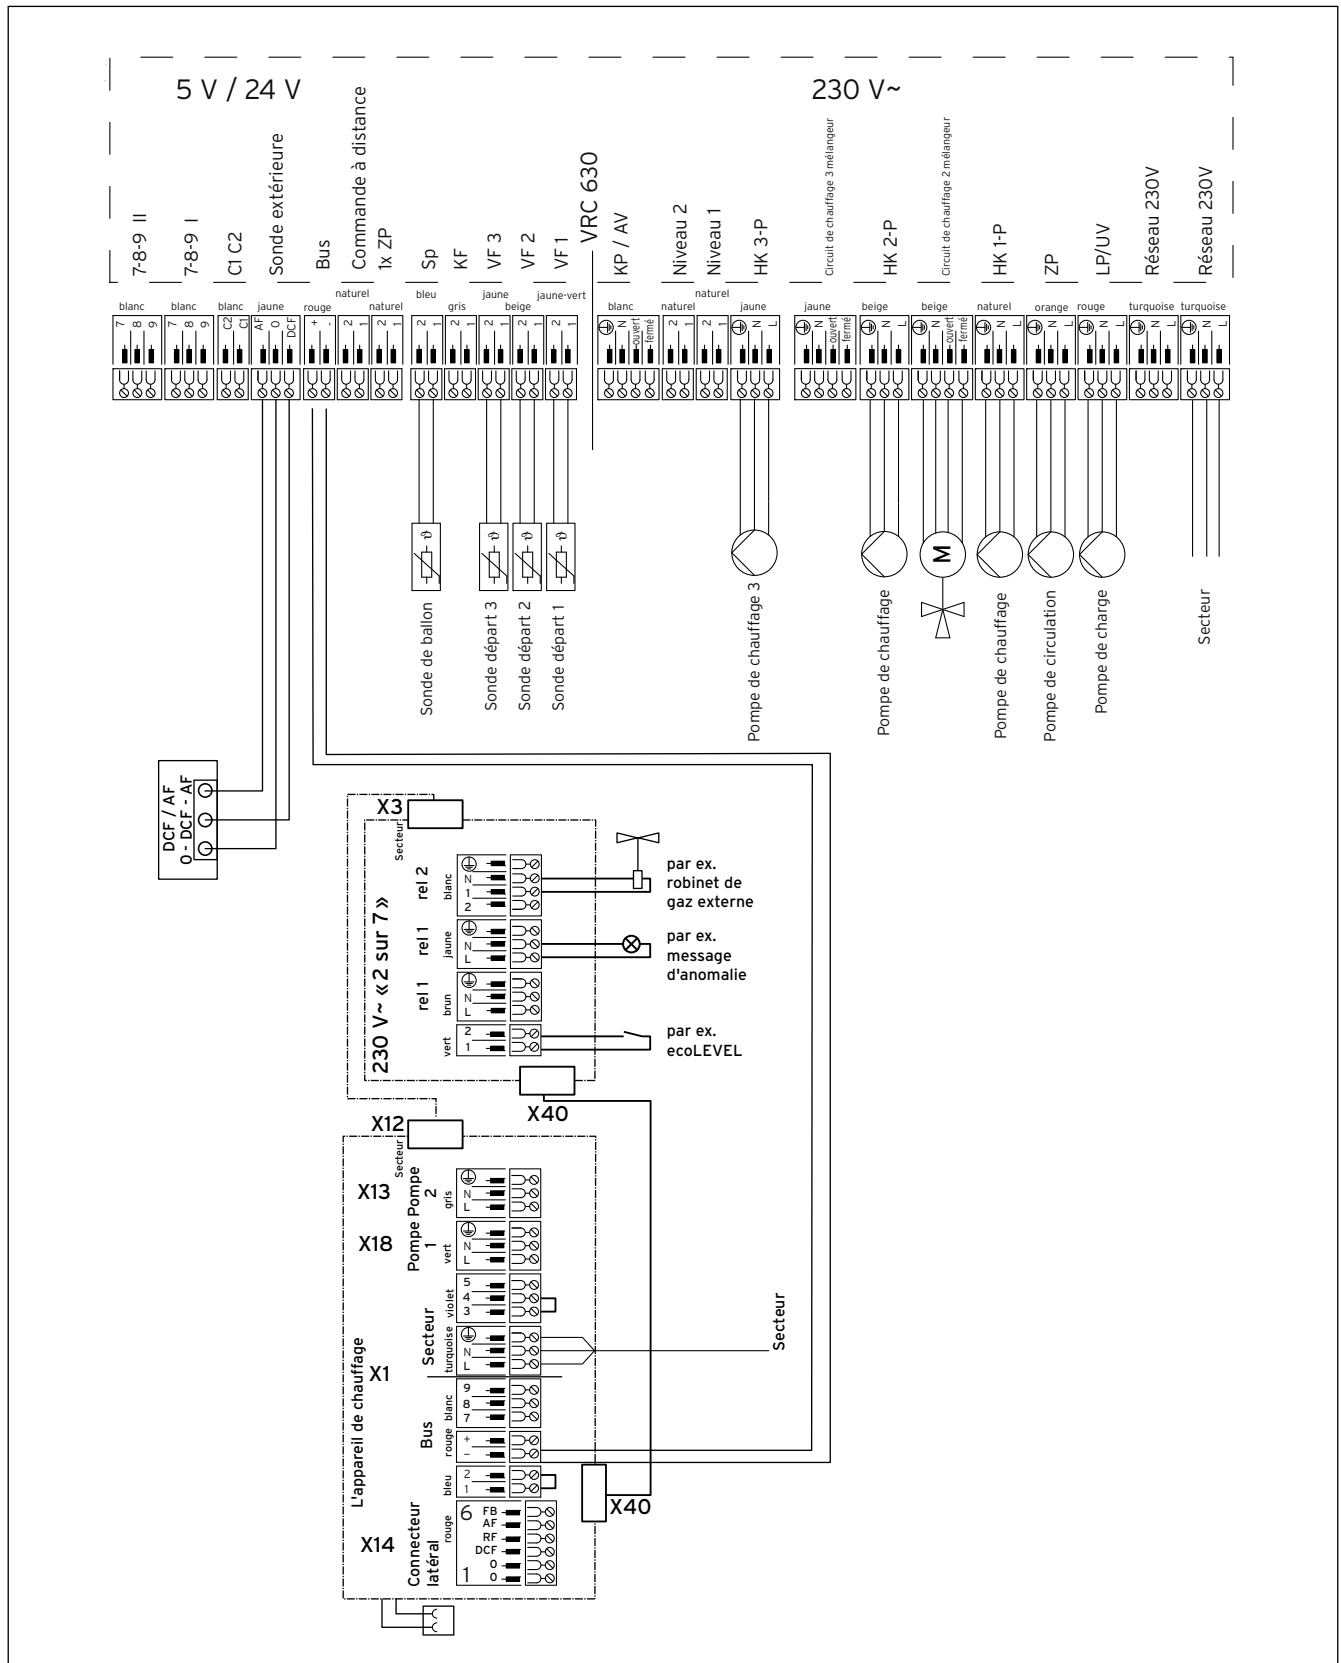 5 V / 24 V
230 V~
7-8-9 II
7-8-9 I
C1 C2
Sonde extérieure
Bus
Commande à distance
1x ZP
Sp
KF
VF 3
VF 2
VF 1
VRC 630
KP / AV
Niveau 2
Niveau 1
HK 3-P
Circuit de chauffage 3 mélangeur
HK 2-P
Circuit de chauffage 2 mélangeur
HK 1-P
ZP
LP/UV
Réseau 230V
Réseau 230V
blanc
blanc
blanc
jaune
rouge
naturel
naturel
bleu
gris
jaune
beige
jaune-vert
blanc
naturel
naturel
jaune
jaune
beige
beige
naturel
orange
rouge
turquoise
turquoise
7 8 9
7 8 9
C2 C1
AF 0 DCF
+ -
2 1
2 1
2 1
2 1
2 1
2 1
2 1
N ouvert fermé
2 1
2 1
N L
N ouvert fermé
N L
N ouvert fermé
N L
N L
N L
N L
N L
Sonde de ballon
Sonde départ 3
Sonde départ 2
Sonde départ 1
Pompe de chauffage 3
Pompe de chauffage
M
Pompe de chauffage
Pompe de circulation
Pompe de charge
Secteur
DCF / AF
0 - DCF - AF
X3
Secteur
230 V~ «2 sur 7»
rel 2
blanc
N
1
2
par ex.
robinet de
gaz externe
rel 1
jaune
N
L
par ex.
message
d'anomalie
rel 1
brun
N
L
vert
2
1
par ex.
ecoLEVEL
X40
X12
Secteur
L'appareil de chauffage
X13
Pompe
2
gris
N
L
X18
Pompe
1
vert
N
L
violet
5
4
3
X1
Secteur
turquoise
N
L
Secteur
blanc
9
8
7
Bus
rouge
+
-
bleu
2
1
X40
X14
Connecteur
latéral
rouge
6
1
FB
AF
RF
DCF
0
0